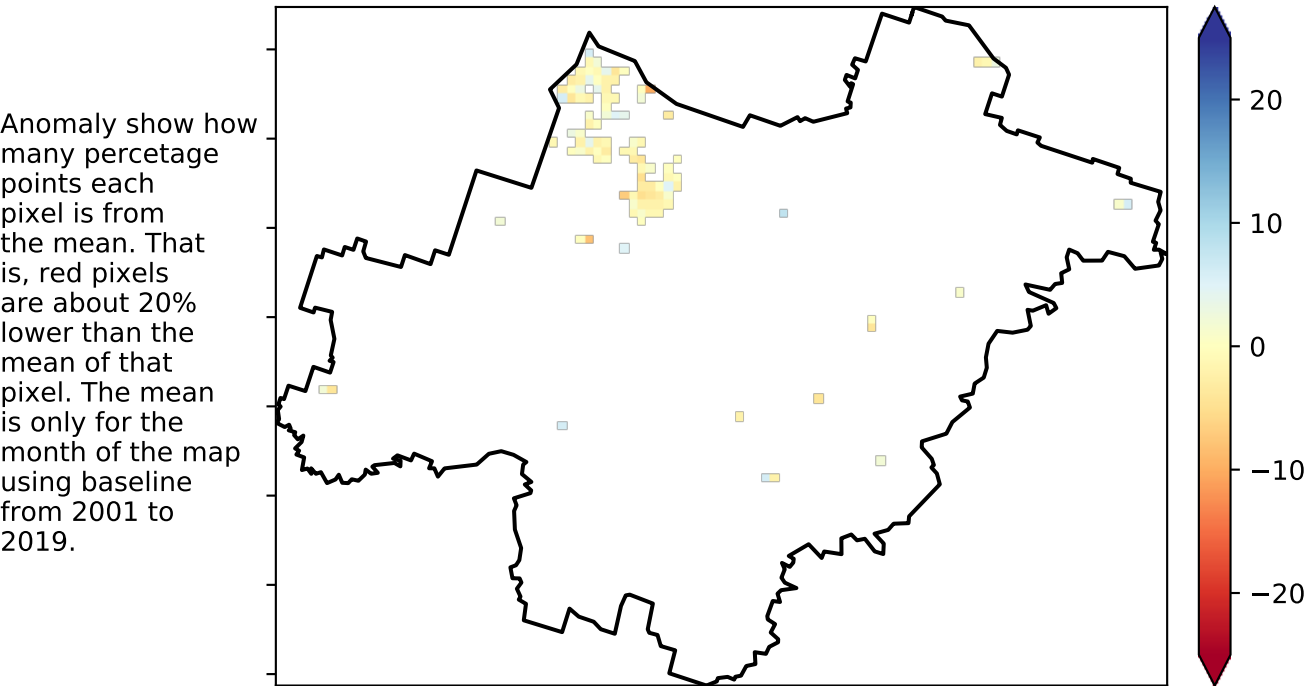 Anomaly show how
many percetage
points each
pixel is from
the mean. That
is, red pixels
are about 20%
lower than the
mean of that
pixel. The mean
is only for the
month of the map
using baseline
from 2001 to
2019.
20
10
0
−10
−20